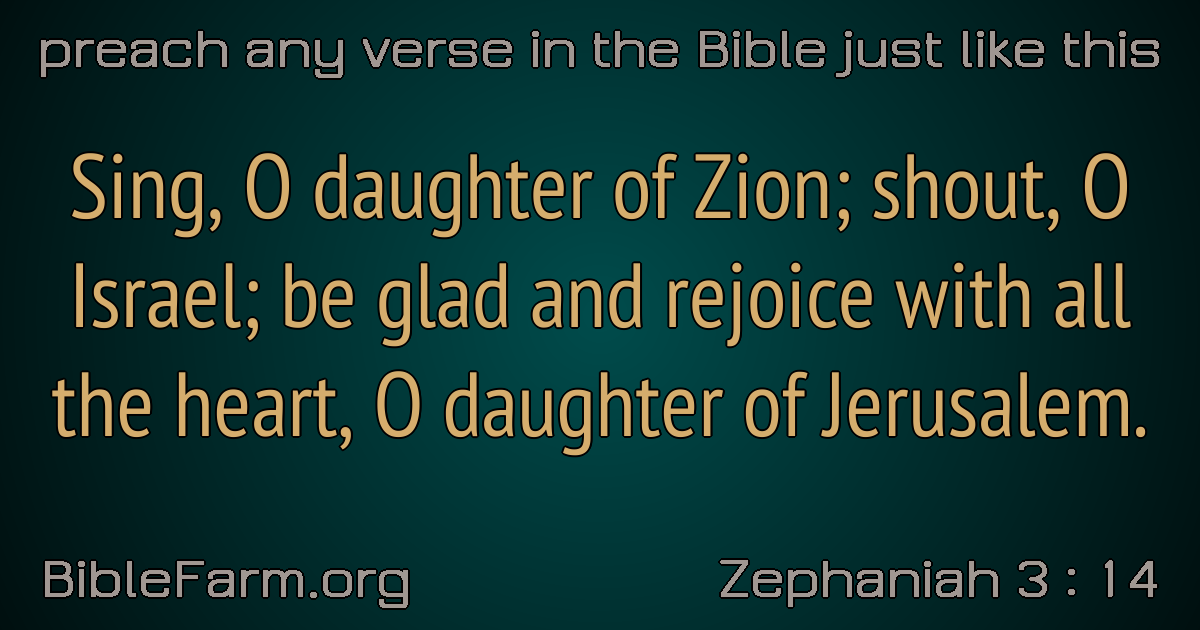 preach any verse in the Bible just like this
Sing, O daughter of Zion; shout, O
Israel; be glad and rejoice with all
the heart, O daughter of Jerusalem.
BibleFarm.org
Zephaniah 3 : 14